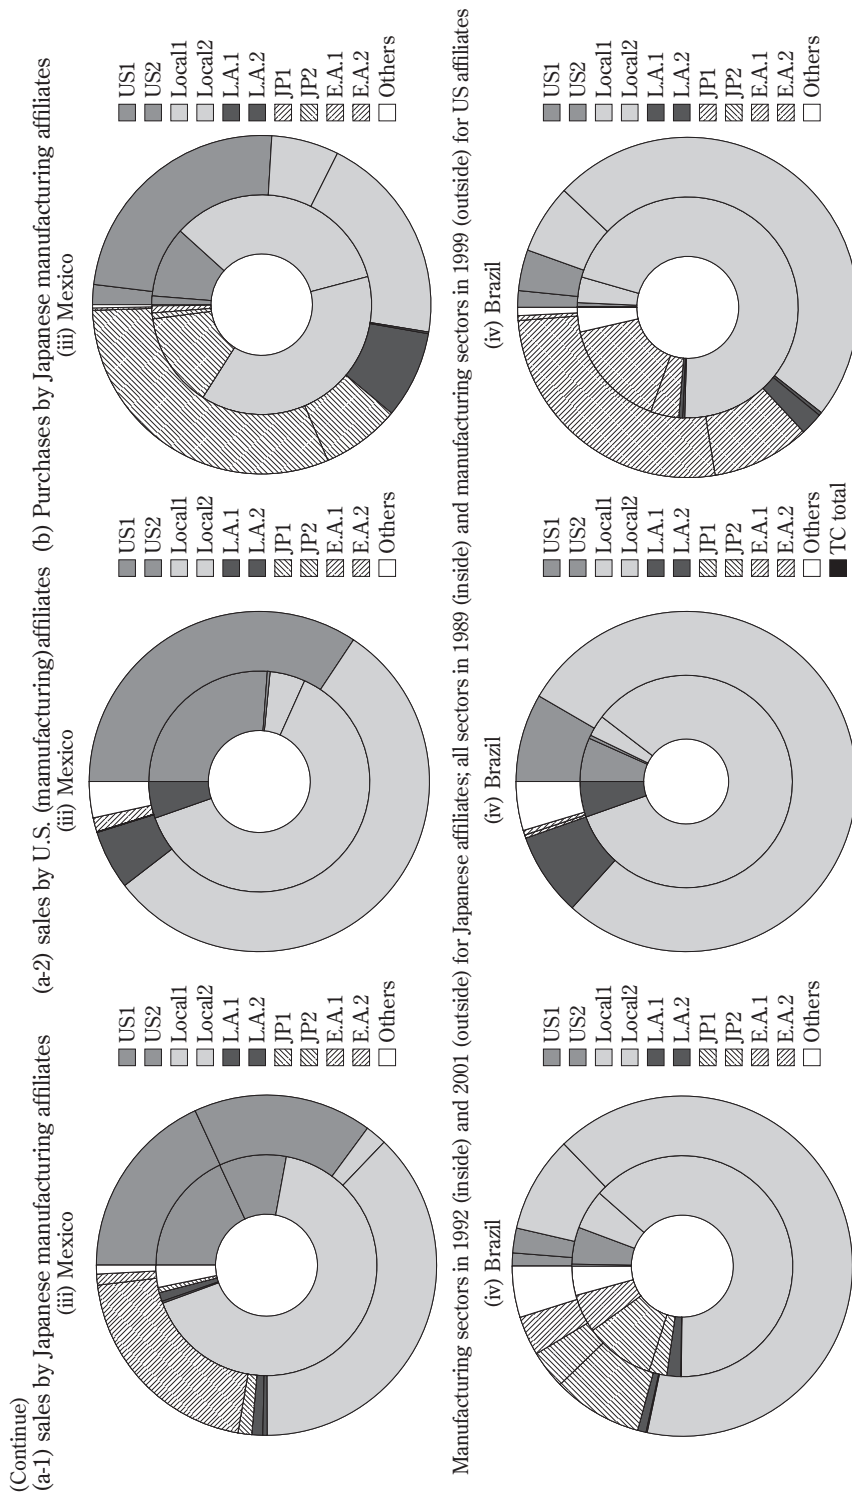 ((Continue)
(a-1) sales by Japanese manufacturing affiliates
(iii) Mexico
US1
US2
Local1
Local2
L.A.1
L.A.2
JP1
JP2
E.A.1
E.A.2
Others
(a-2) sales by U.S. (mamufacturing)affiliates
(iii) Mexico
US1
US2
Local1
Local2
L.A.1
L.A.2
JP1
JP2
E.A.1
E.A.2
Others
(b) Purchases by Japanese manufacturing affiliates
(iii) Mexico
US1
US2
Local1
Local2
L.A.1
L.A.2
JP1
JP2
E.A.1
E.A.2
Others
Manufacturing sectors in 1992 (inside) and 2001 (outside) for Japanese affiliates; all sectors in 1989 (inside) and manufacturing sectors in 1999 (outside) for US affiliates
(iv) Brazil
US1
US2
Local1
Local2
L.A.1
L.A.2
JP1
JP2
E.A.1
E.A.2
Others
(iv) Brazil
US1
US2
Local1
Local2
L.A.1
L.A.2
JP1
JP2
E.A.1
E.A.2
Others
TC total
(iv) Brazil
US1
US2
Local1
Local2
L.A.1
L.A.2
JP1
JP2
E.A.1
E.A.2
Others